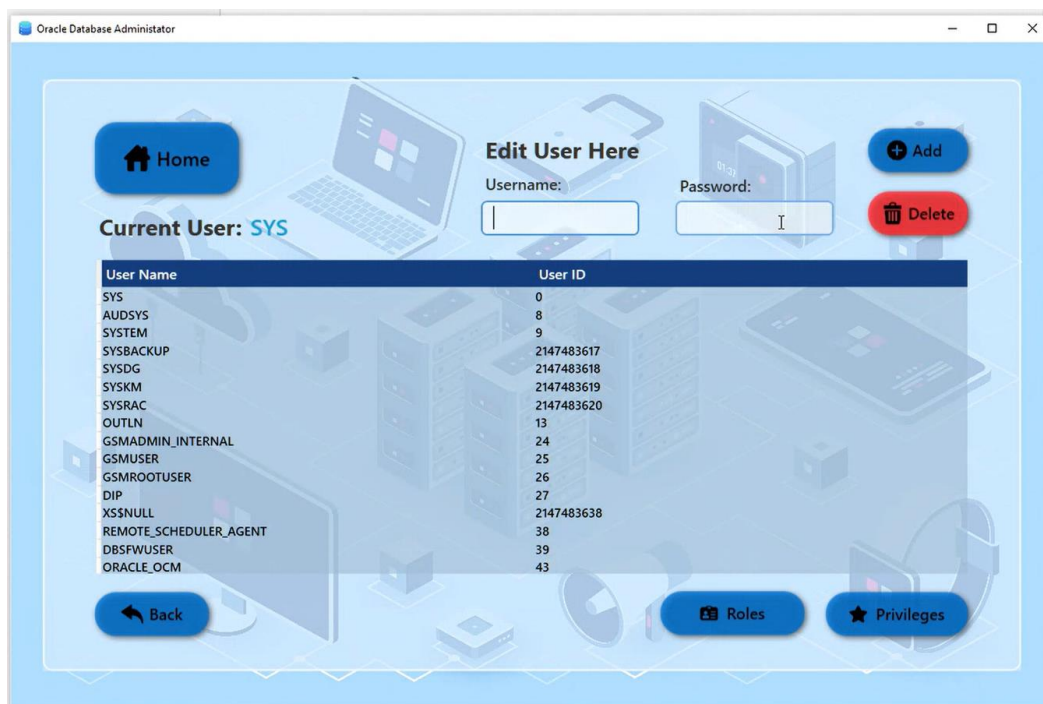 Oracle Database Administator
Home
Edit User Here
Add
Username:
Password:
Delete
Current User: SYS
User Name User ID
SYS 0
AUDSYS 8
SYSTEM 9
SYSBACKUP 2147483617
SYSDG 2147483618
SYSKM 2147483619
SYSRAC 2147483620
OUTLN 13
GSMADMIN_INTERNAL 24
GSMUSER 25
GSMROOTUSER 26
DIP 27
XS$NULL 2147483638
REMOTE_SCHEDULER_AGENT 38
DBSFWUSER 39
ORACLE_OCM 43
Back
Roles
Privileges